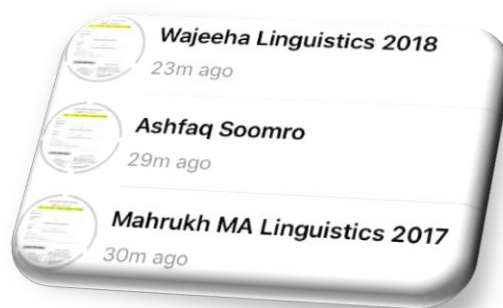 Wajeeha Linguistics 2018
23m ago
Ashfaq Soomro
29m ago
Mahrukh MA Linguistics 2017
30m ago